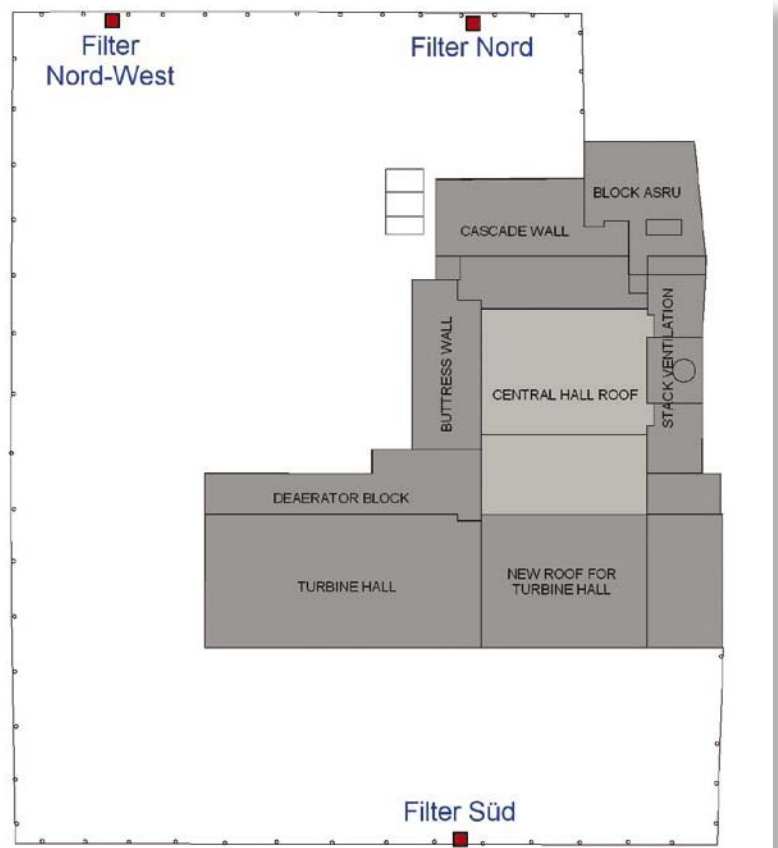 Filter
Nord-West
Filter Nord
BLOCK ASRU
CASCADE WALL
BUTTRESS WALL
STACK VENTILATION
CENTRAL HALL ROOF
DEAERATOR BLOCK
TURBINE HALL
NEW ROOF FOR
TURBINE HALL
Filter Süd